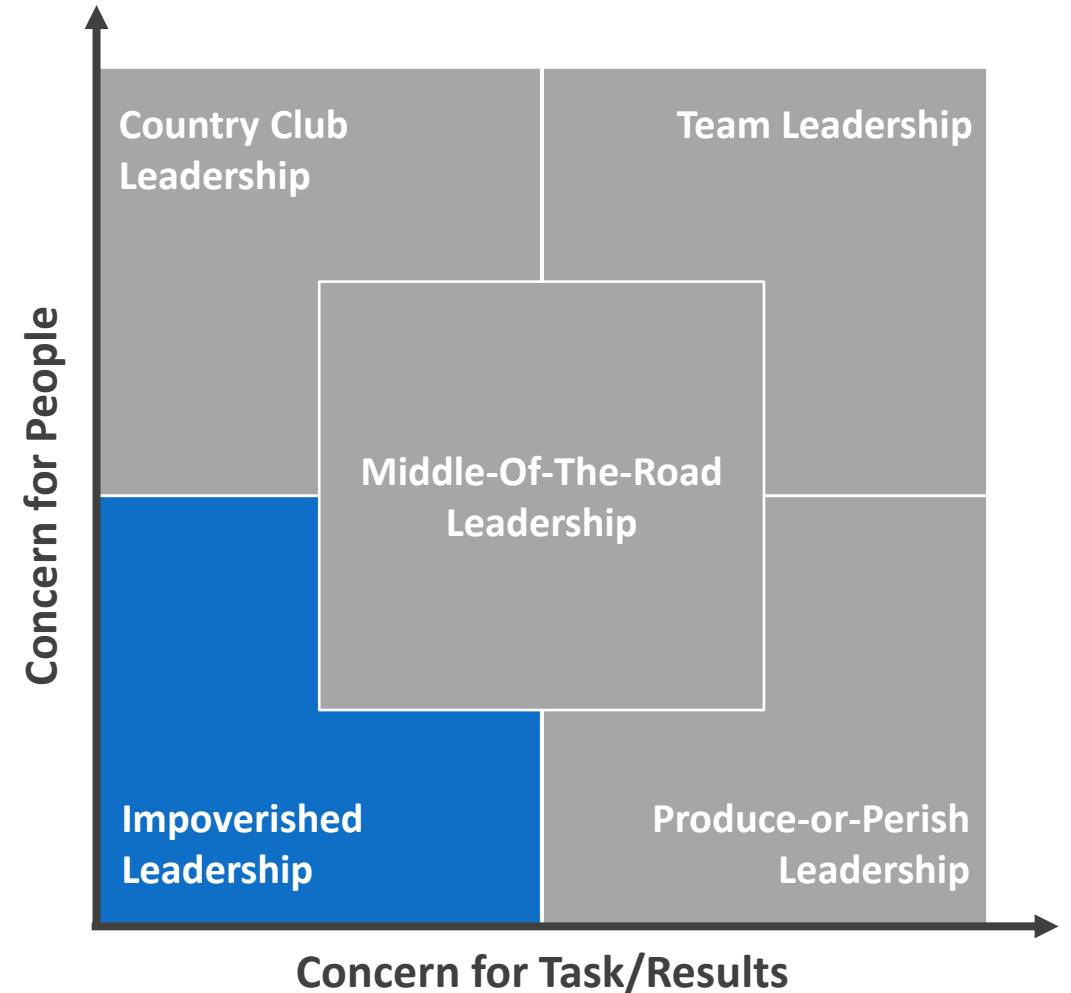 Country Club
Leadership
Team Leadership
Concern for People
Middle-Of-The-Road
Leadership
Impoverished
Leadership
Produce-or-Perish
Leadership
Concern for Task/Results